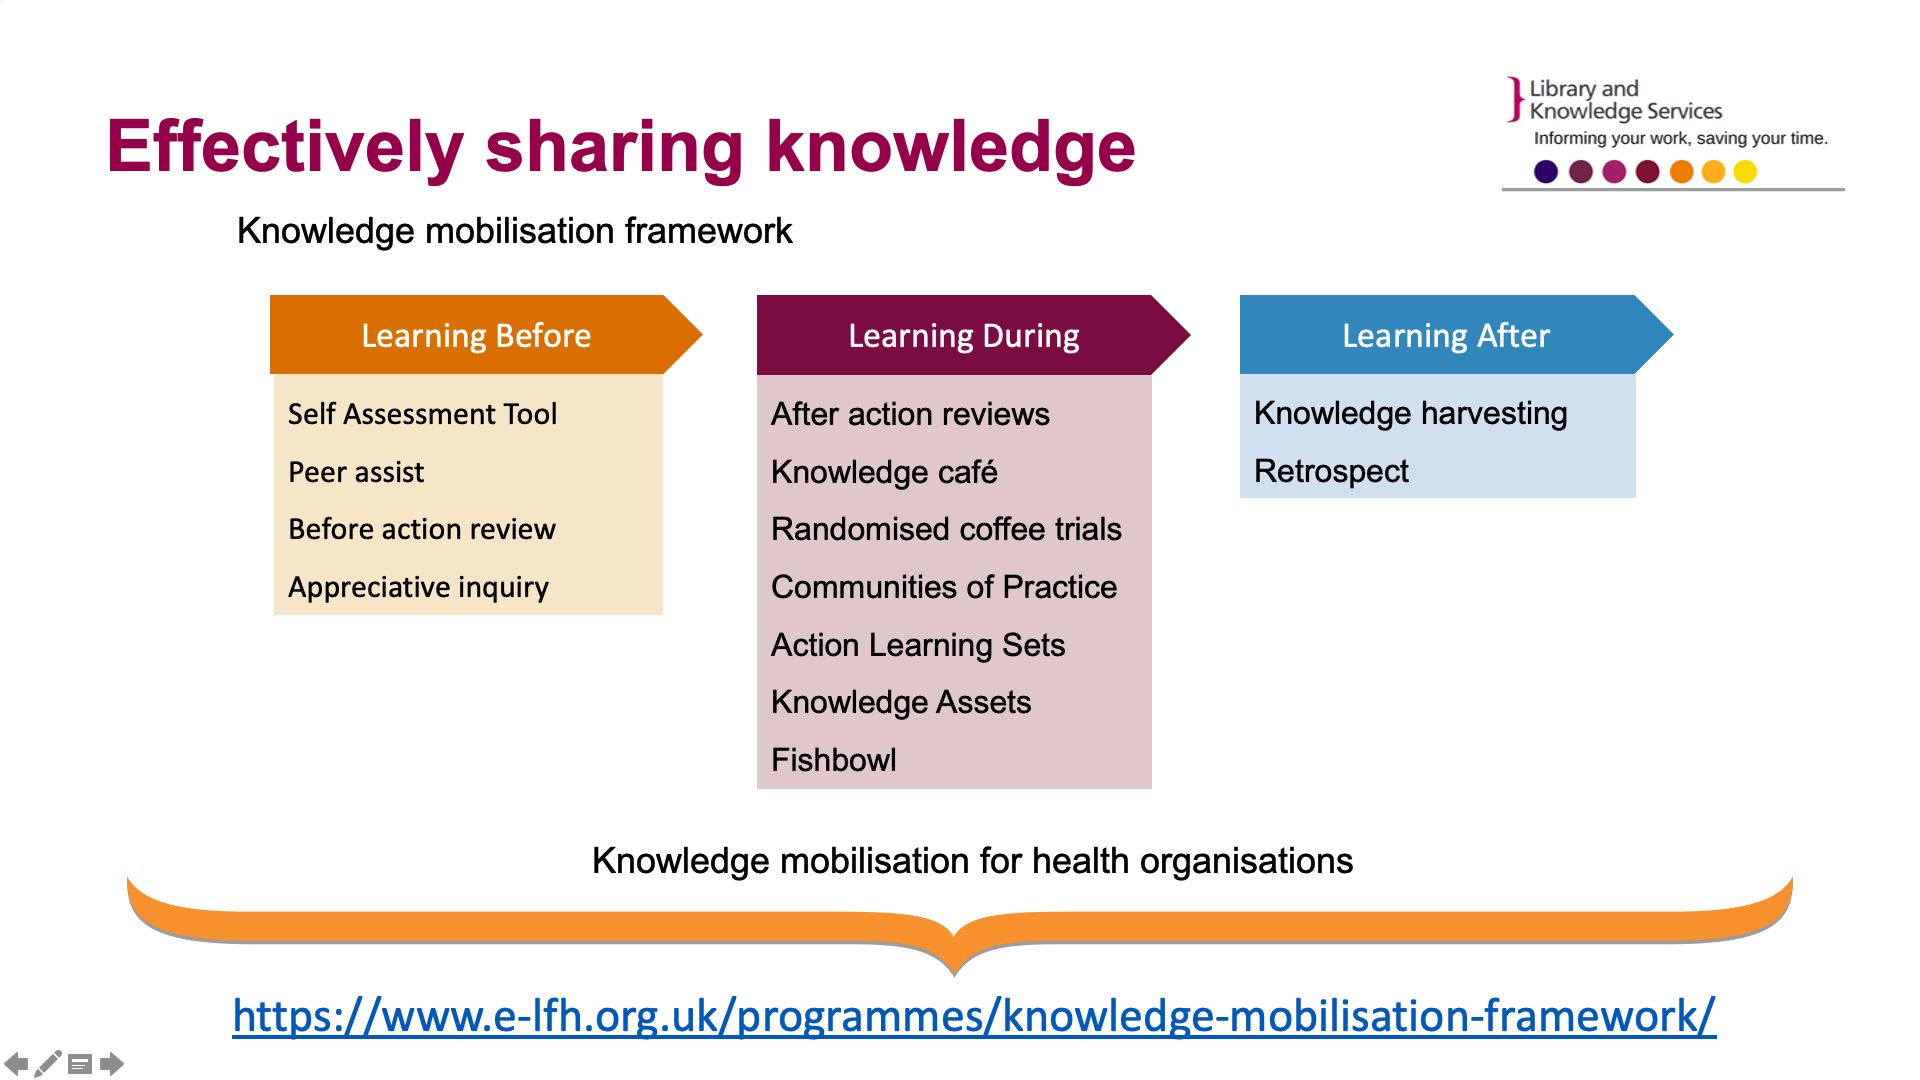 Effectively sharing knowledge
Library and
Knowledge Services
Informing your work, saving your time.
Knowledge mobilisation framework
Learning Before
Self Assessment Tool
Peer assist
Before action review
Appreciative inquiry
Learning During
After action reviews
Knowledge café
Randomised coffee trials
Communities of Practice
Action Learning Sets
Knowledge Assets
Fishbowl
Learning After
Knowledge harvesting
Retrospect
Knowledge mobilisation for health organisations
https://www.e-lfh.org.uk/programmes/knowledge-mobilisation-framework/